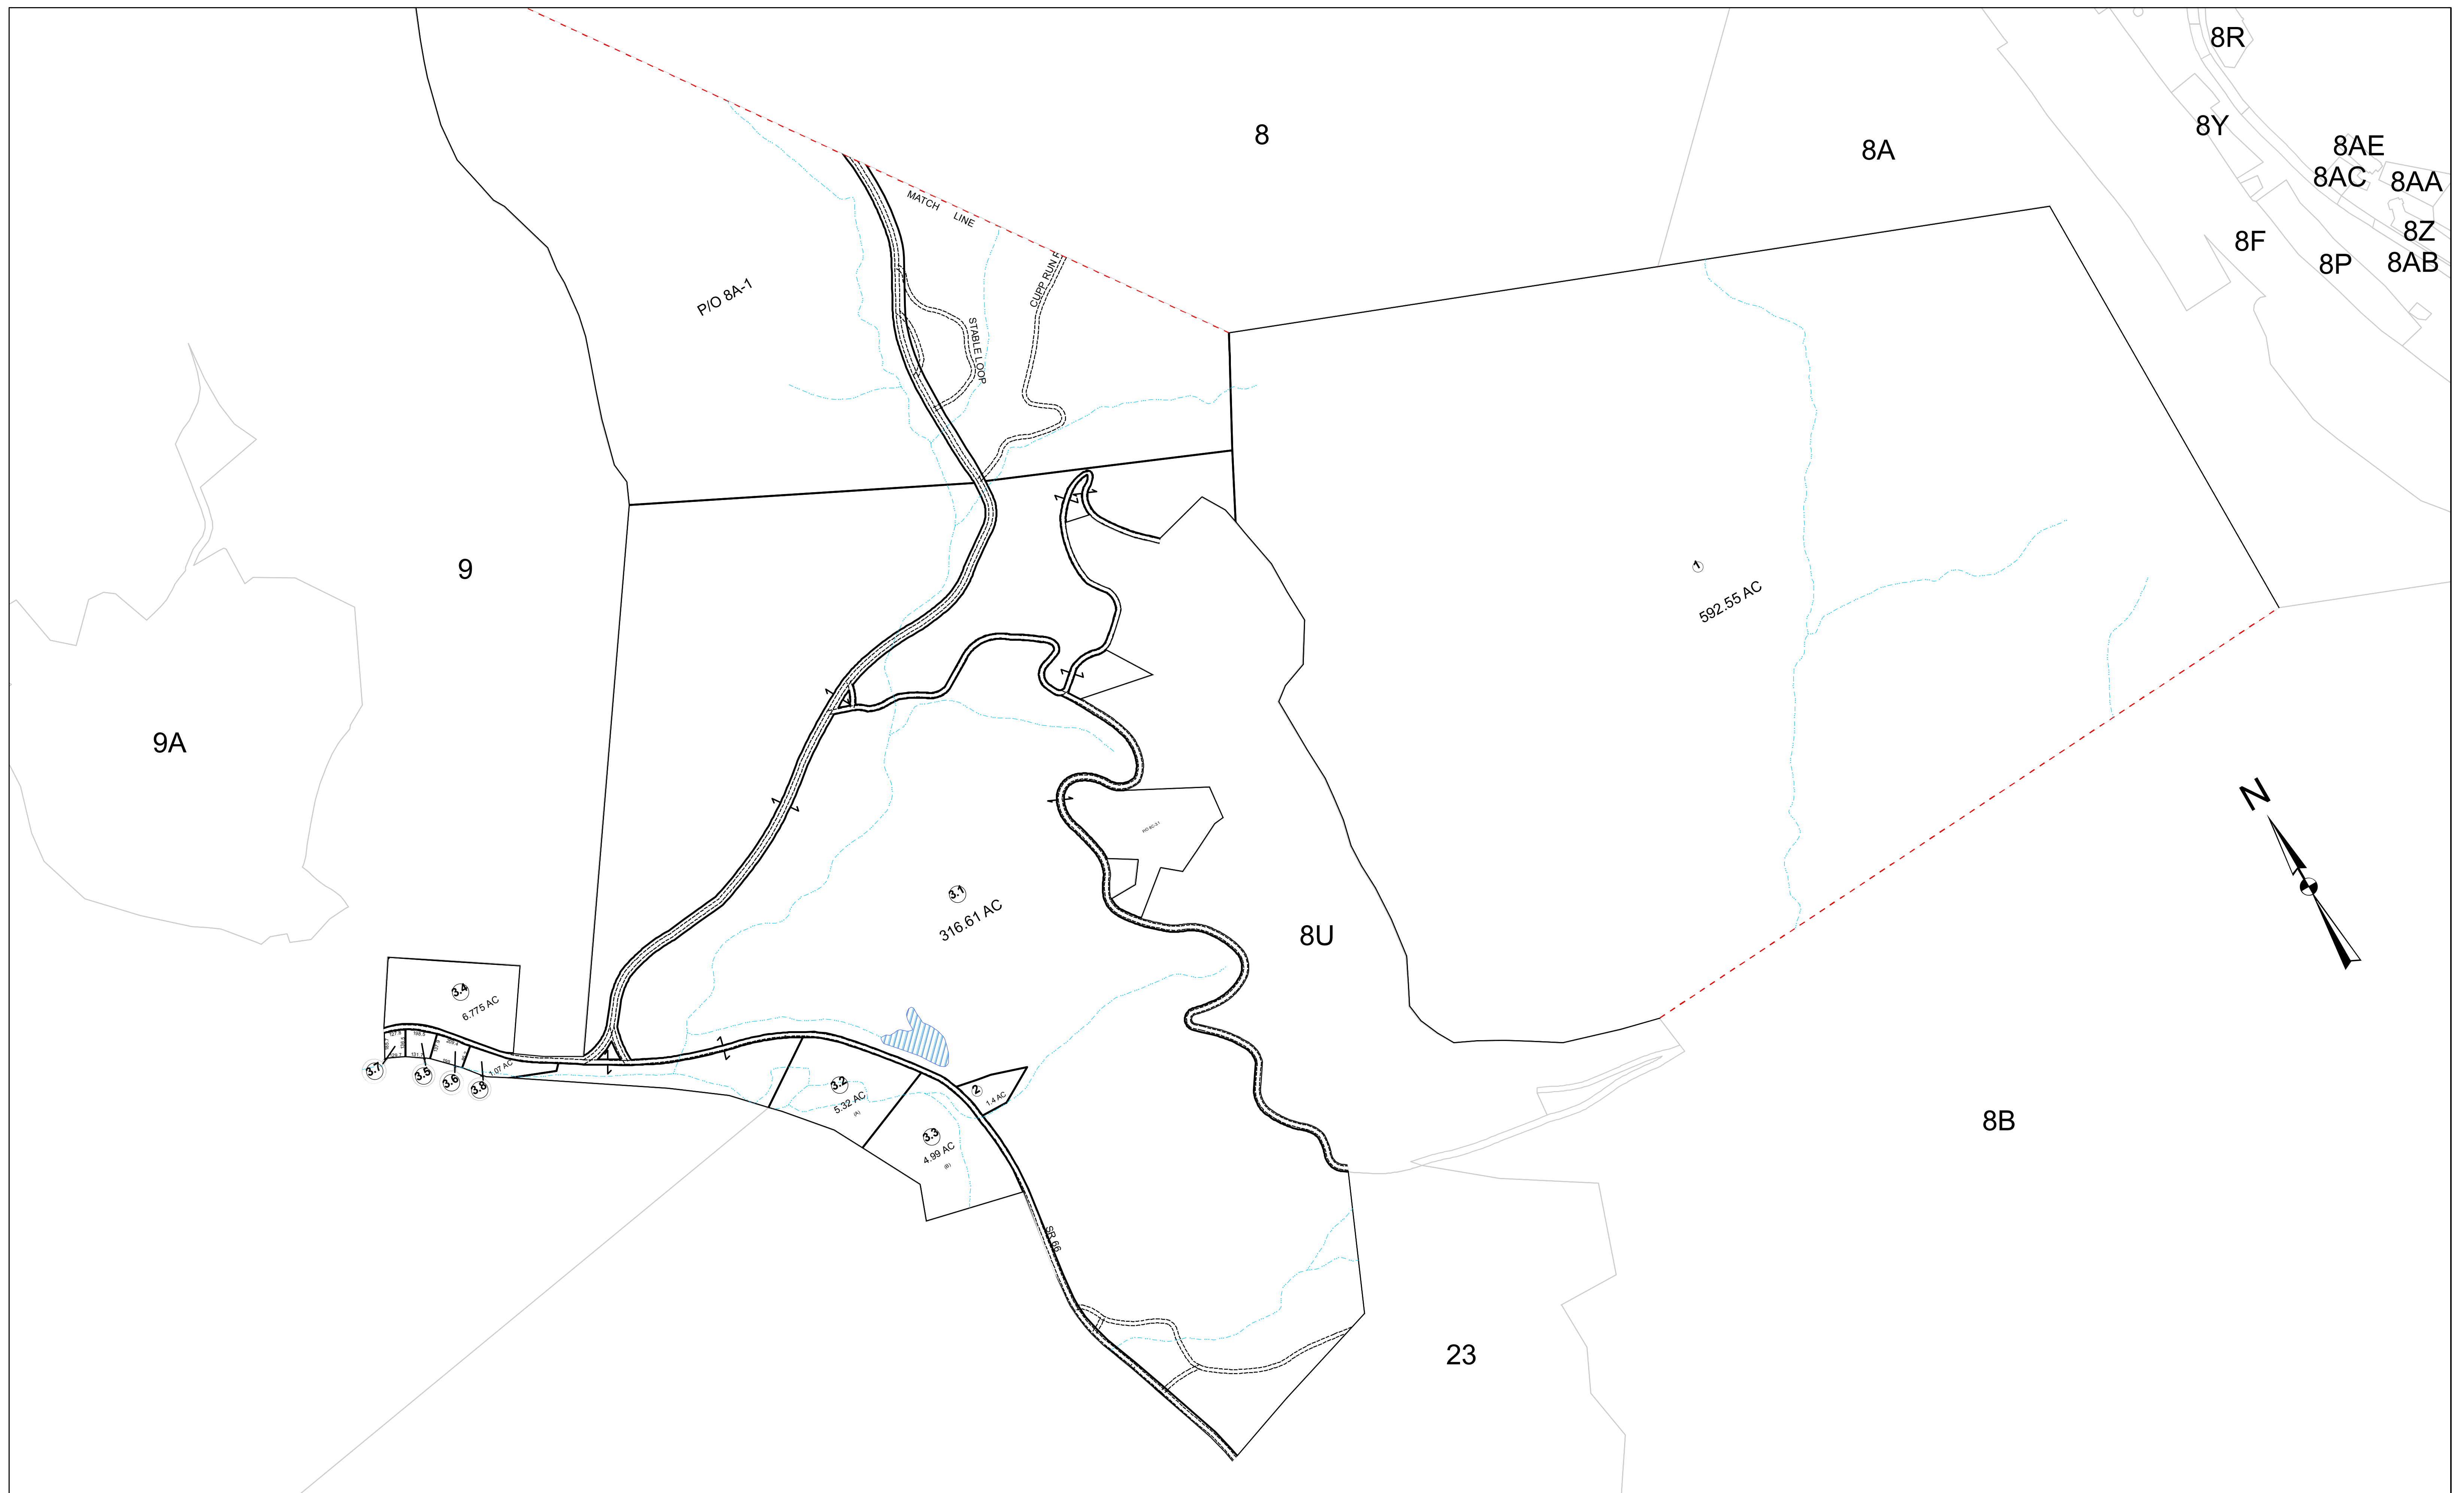 8R
8
8Y
8A
8AE
8AC
8AA
MATCH LINE
8Z
8F
8P
8AB
CUPP RUN R
P/O 8A-1
STABLE LOOP
9
1
592.55 AC
9A
N
3.1
316.61 AC
8U
3.4
6.775 AC
3.7
3.5
3.6
3.8
1.07 AC
3.2
5.32 AC
(A)
2
1.4 AC
3.3
4.99 AC
(B)
8B
SR 66
23